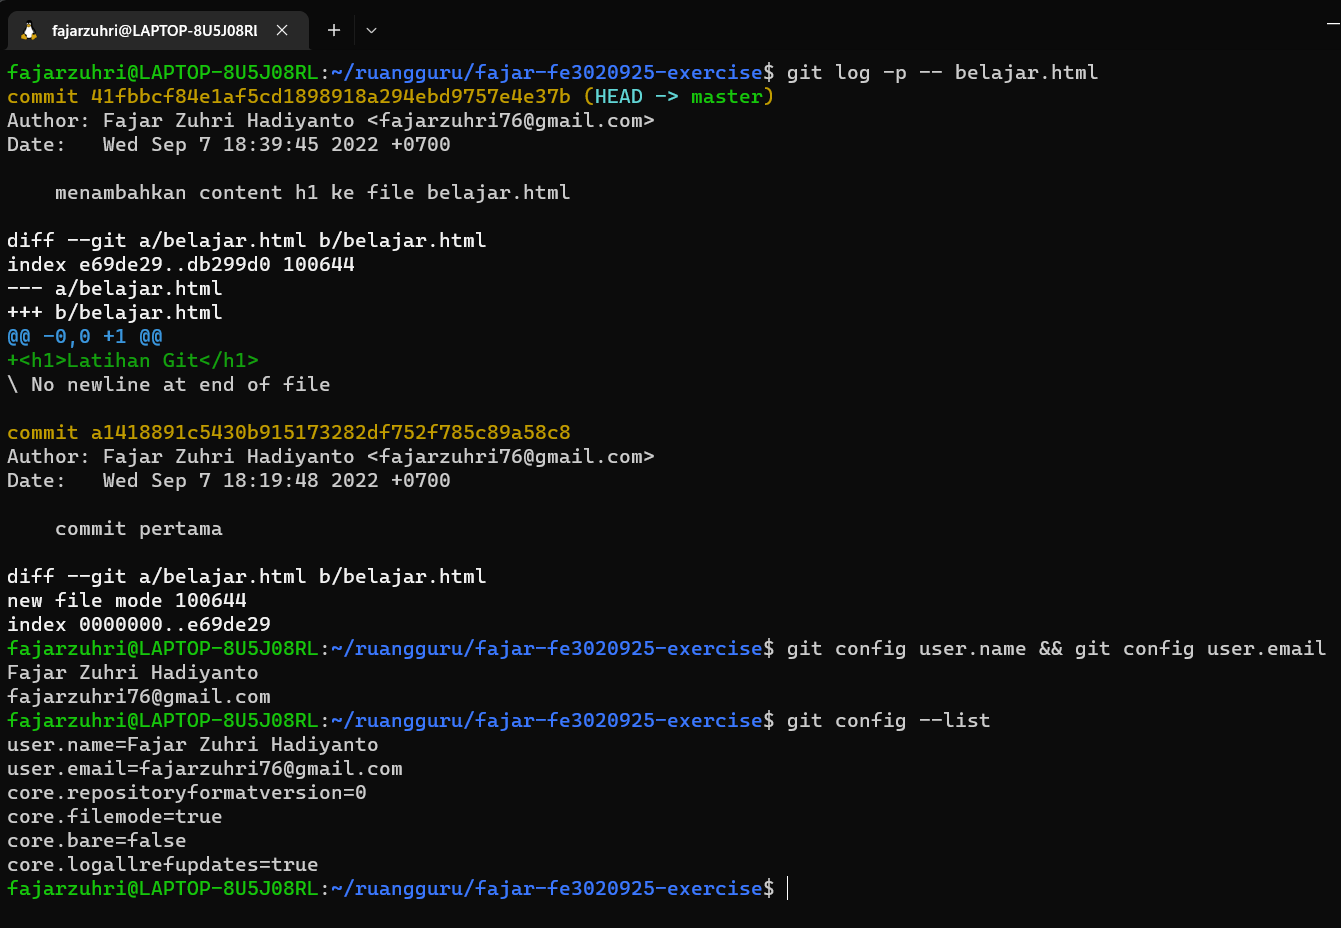 fajarzuhri@LAPTOP-8U5J08RL
fajarzuhri@LAPTOP-8U5J08RL:~/ruangguru/fajar-fe3020925-exercise$ git log -p -- belajar.html
commit 41fbbcf84e1af5cd1898918a294ebd9757e4e37b (HEAD -> master)
Author: Fajar Zuhri Hadiyanto <fajarzuhri76@gmail.com>
Date:   Wed Sep 7 18:39:45 2022 +0700
    menambahkan content h1 ke file belajar.html
diff --git a/belajar.html b/belajar.html
index e69de29..db299d0 100644
--- a/belajar.html
+++ b/belajar.html
@@ -0,0 +1 @@
+<h1>Latihan Git</h1>
\ No newline at end of file
commit a1418891c5430b915173282df752f785c89a58c8
Author: Fajar Zuhri Hadiyanto <fajarzuhri76@gmail.com>
Date:   Wed Sep 7 18:19:48 2022 +0700
    commit pertama
diff --git a/belajar.html b/belajar.html
new file mode 100644
index 0000000..e69de29
fajarzuhri@LAPTOP-8U5J08RL:~/ruangguru/fajar-fe3020925-exercise$ git config user.name && git config user.email
Fajar Zuhri Hadiyanto
fajarzuhri76@gmail.com
fajarzuhri@LAPTOP-8U5J08RL:~/ruangguru/fajar-fe3020925-exercise$ git config --list
user.name=Fajar Zuhri Hadiyanto
user.email=fajarzuhri76@gmail.com
core.repositoryformatversion=0
core.filemode=true
core.bare=false
core.logallrefupdates=true
fajarzuhri@LAPTOP-8U5J08RL:~/ruangguru/fajar-fe3020925-exercise$